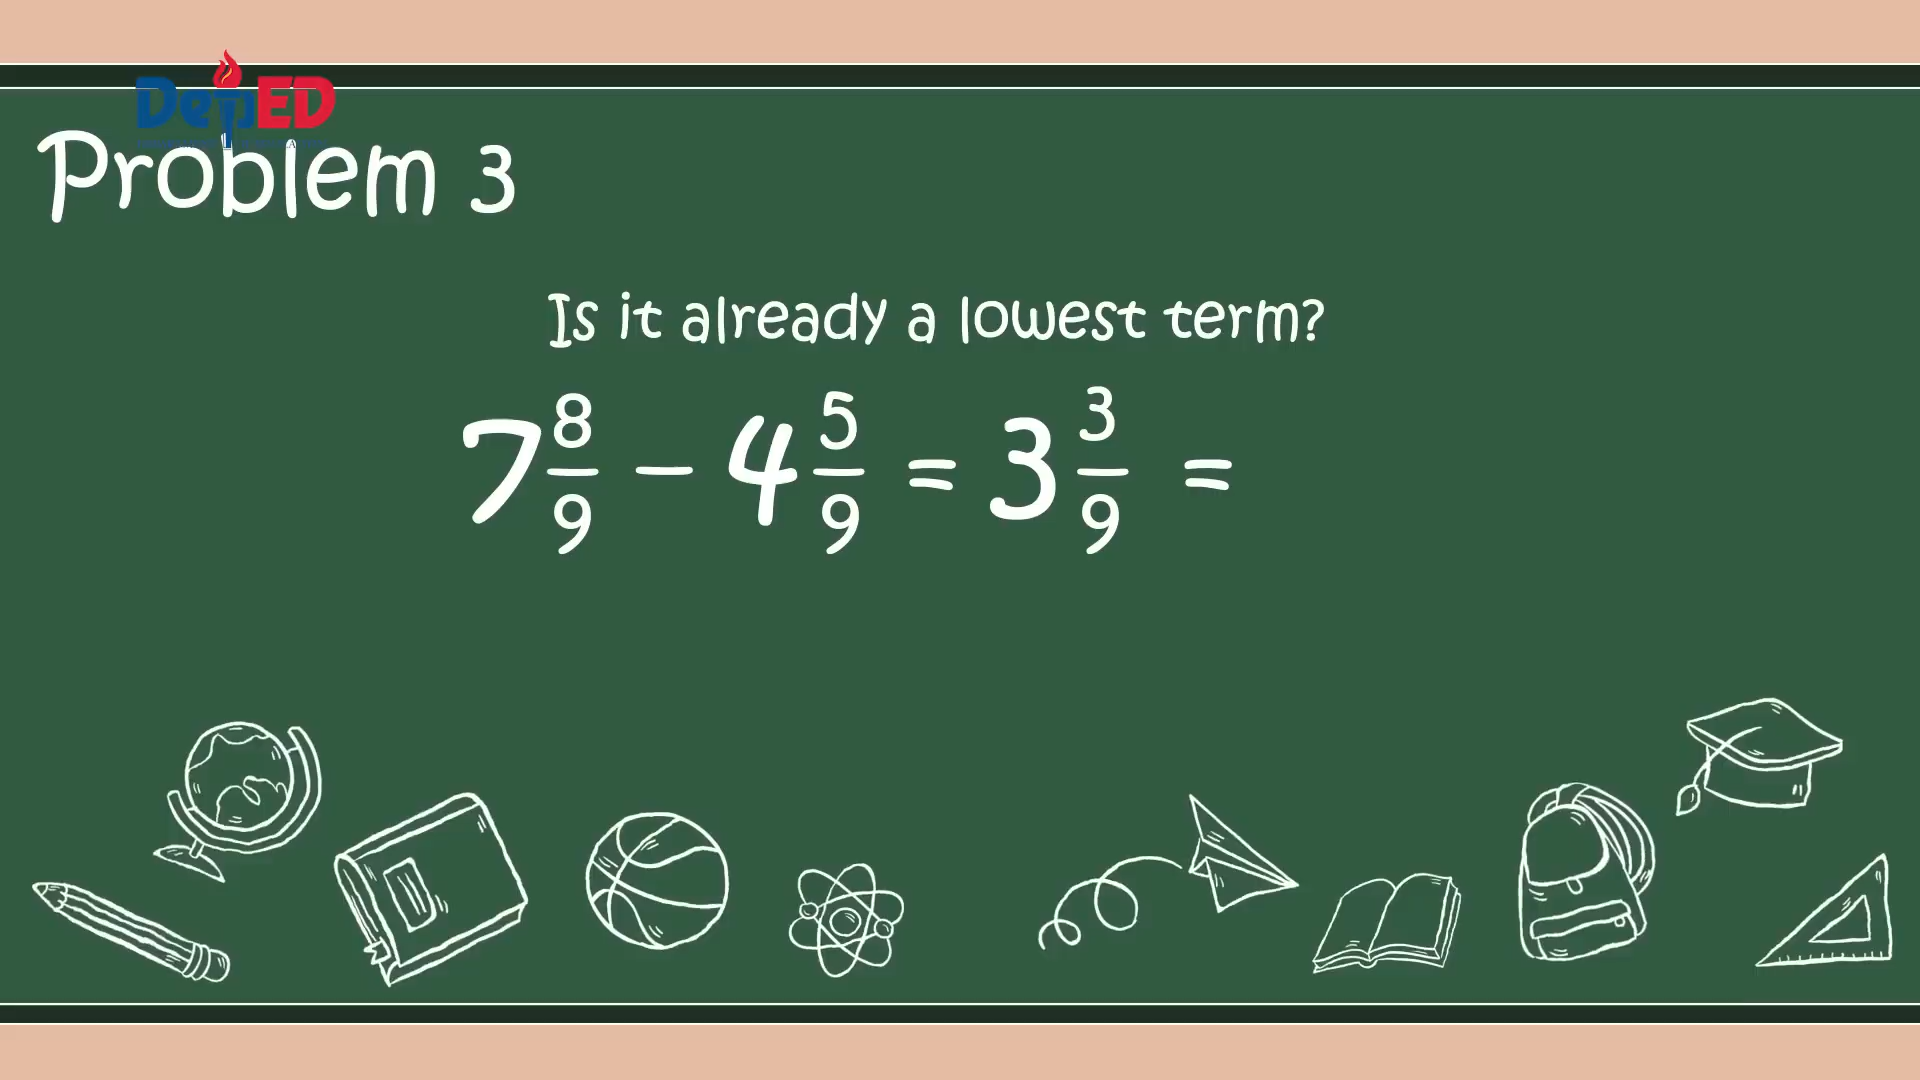 DepED
Problem 3
Is it already a lowest term?
7 8/9 – 4 5/9 = 3 3/9 =